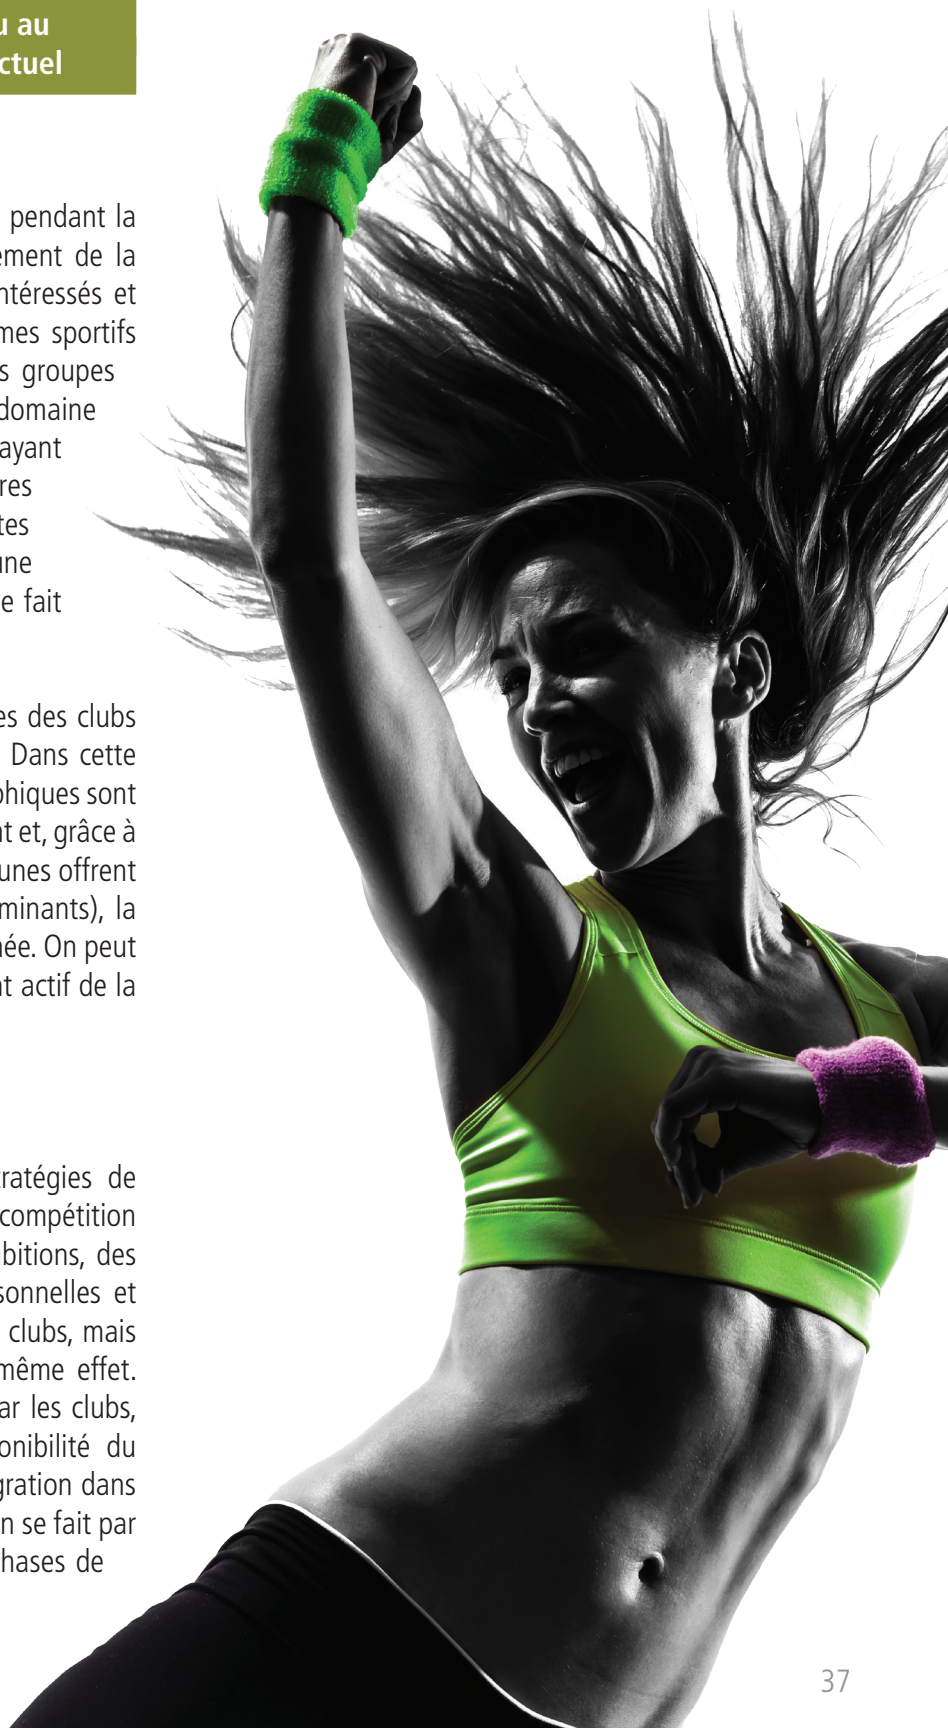 au
ctuel
pendant la
ement de la
ntéressés et
mes sportifs
s groupes
domaine
ayant
res
tes
une
e fait
es des clubs
Dans cette
phiques sont
nt et, grâce à
unes offrent
minants), la
née. On peut
nt actif de la
ratégies de
compétition
bitions, des
sonnelles et
clubs, mais
même effet.
ar les clubs,
onibilité du
gration dans
n se fait par
hases de
37